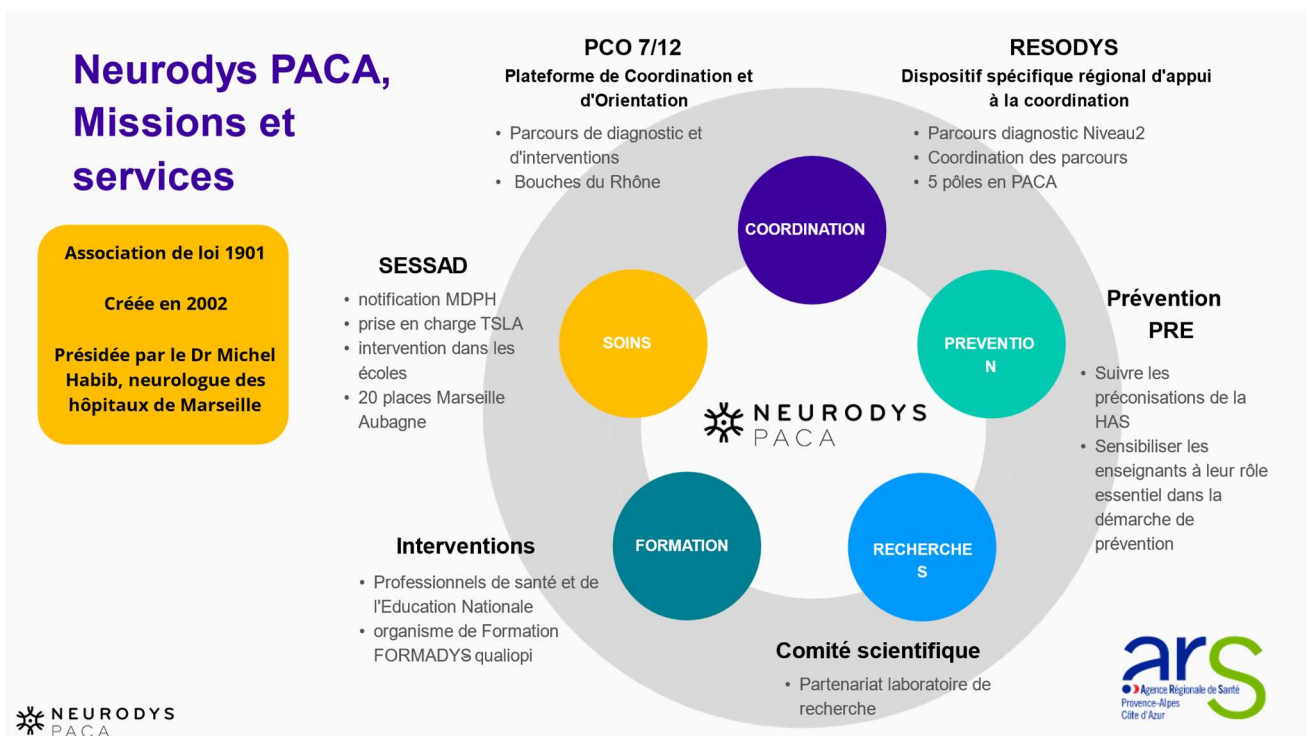 Neurodys PACA,
Missions et
services
Association de loi 1901
Créée en 2002
Présidée par le Dr Michel
Habib, neurologue des
hôpitaux de Marseille
PCO 7/12
Plateforme de Coordination et
d'Orientation
• Parcours de diagnostic et
d'interventions
• Bouches du Rhône
RESODYS
Dispositif spécifique régional d'appui
à la coordination
• Parcours diagnostic Niveau2
• Coordination des parcours
• 5 pôles en PACA
COORDINATION
SESSAD
• notification MDPH
• prise en charge TSLA
• intervention dans les
écoles
• 20 places Marseille
Aubagne
SOINS
PREVENTIO
N
Prévention
PRE
• Suivre les
préconisations de la
HAS
• Sensibiliser les
enseignants à leur rôle
essentiel dans la
démarche de
prévention
NEURODYS
PACA
Interventions
• Professionnels de santé et de
l'Education Nationale
• organisme de Formation
FORMADYS qualiopi
FORMATION
RECHERCHE
S
Comité scientifique
• Partenariat laboratoire de
recherche
ars
Agence Régionale de Santé
Provence-Alpes
Côte d'Azur
NEURODYS
PACA